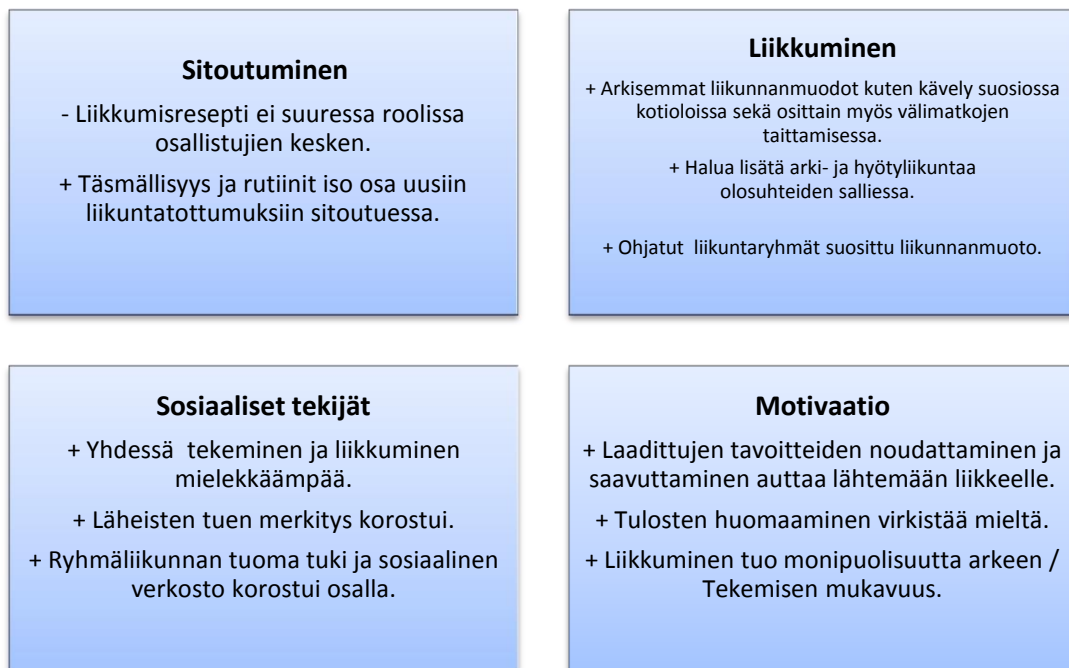 Sitoutuminen
- Liikkumisresepti ei suuressa roolissa
osallistujien kesken.
+ Täsmällisyys ja rutiinit iso osa uusiin
liikuntatottumuksiin sitoutuessa.
Liikkuminen
+ Arkisemmat liikunnanmuodot kuten kävely suosiossa
kotioloissa sekä osittain myös välimatkojen
taittamisessa.
+ Halua lisätä arki- ja hyötyliikuntaa
olosuhteiden salliessa.
+ Ohjatut liikuntaryhmät suosittu liikunnanmuoto.
Sosiaaliset tekijät
+ Yhdessä tekeminen ja liikkuminen
mielekkäämpää.
+ Läheisten tuen merkitys korostui.
+ Ryhmäliikunnan tuoma tuki ja sosiaalinen
verkosto korostui osalla.
Motivaatio
+ Laadittujen tavoitteiden noudattaminen ja
saavuttaminen auttaa lähtemään liikkeelle.
+ Tulosten huomaaminen virkistää mieltä.
+ Liikkuminen tuo monipuolisuutta arkeen /
Tekemisen mukavuus.